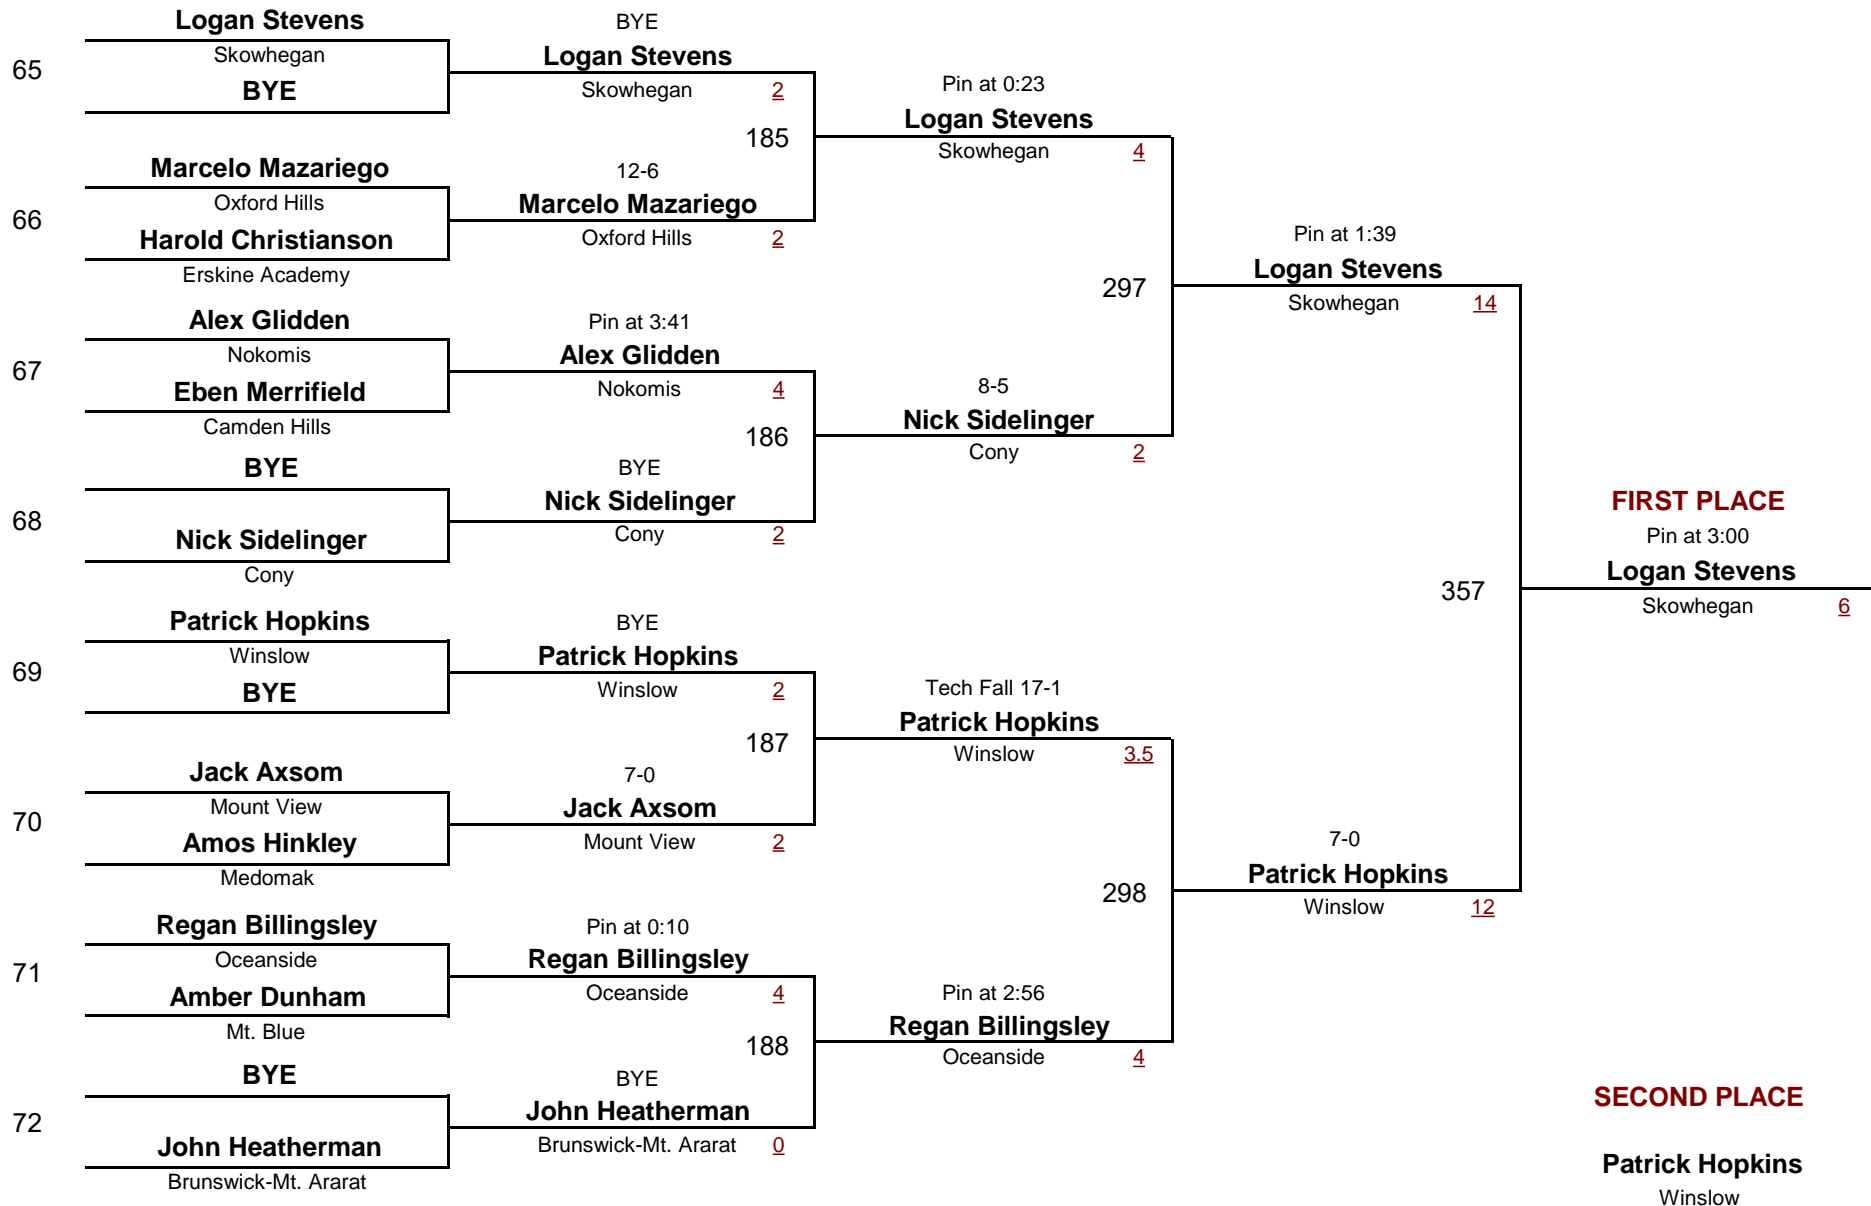 Logan Stevens
65
Skowhegan
BYE
Marcelo Mazariego
66
Oxford Hills
Harold Christianson
Erskine Academy
Alex Glidden
67
Nokomis
Eben Merrifield
Camden Hills
BYE
68
Nick Sidelinger
Cony
Patrick Hopkins
69
Winslow
BYE
Jack Axsom
70
Mount View
Amos Hinkley
Medomak
Regan Billingsley
71
Oceanside
Amber Dunham
Mt. Blue
BYE
72
John Heatherman
Brunswick-Mt. Ararat
BYE
Logan Stevens
Skowhegan 2
185
12-6
Marcelo Mazariego
Oxford Hills 2
Pin at 3:41
Alex Glidden
Nokomis 4
186
BYE
Nick Sidelinger
Cony 2
BYE
Patrick Hopkins
Winslow 2
187
7-0
Jack Axsom
Mount View 2
Pin at 0:10
Regan Billingsley
Oceanside 4
188
BYE
John Heatherman
Brunswick-Mt. Ararat 0
Pin at 0:23
Logan Stevens
Skowhegan 4
297
8-5
Nick Sidelinger
Cony 2
Tech Fall 17-1
Patrick Hopkins
Winslow 3.5
298
Pin at 2:56
Regan Billingsley
Oceanside 4
Pin at 1:39
Logan Stevens
Skowhegan 14
357
7-0
Patrick Hopkins
Winslow 12
FIRST PLACE
Pin at 3:00
Logan Stevens
Skowhegan 6
SECOND PLACE
Patrick Hopkins
Winslow